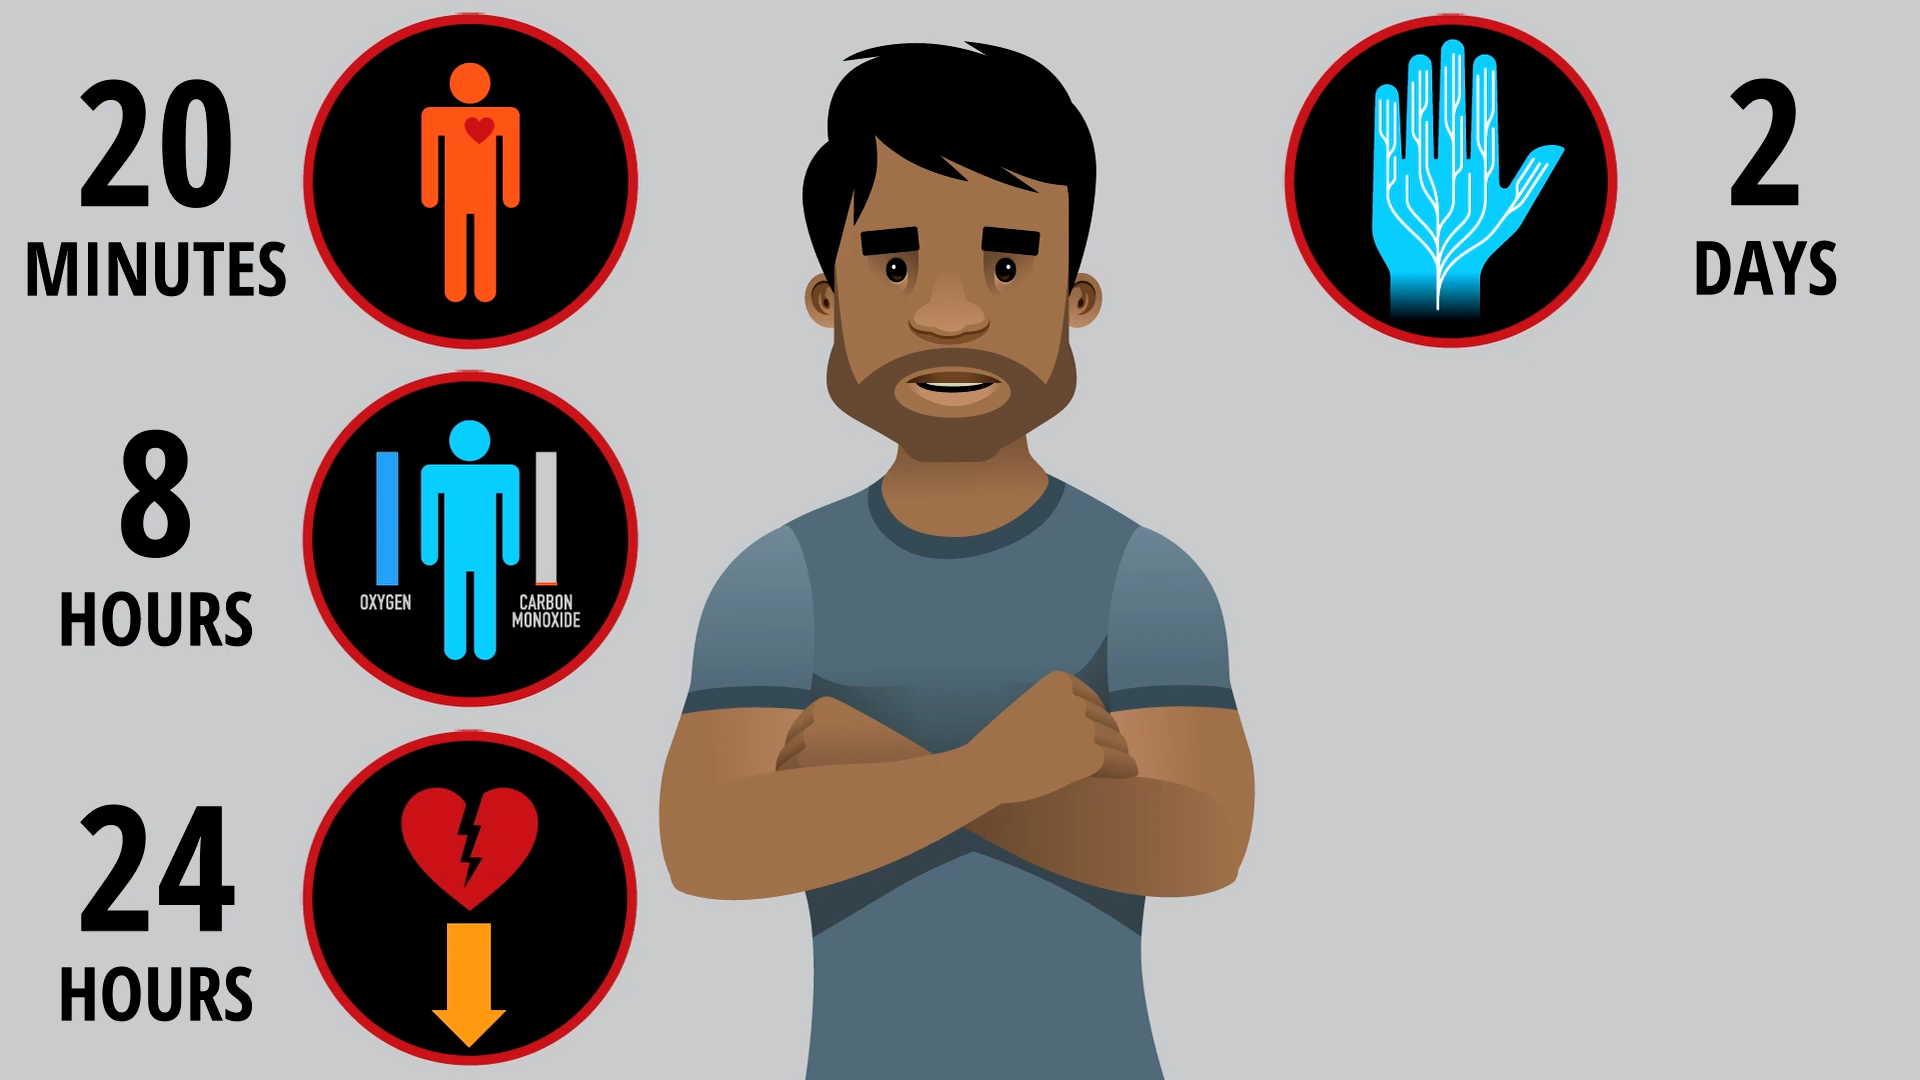 20
MINUTES
8
HOURS
OXYGEN
CARBON
MONOXIDE
24
HOURS
2
DAYS